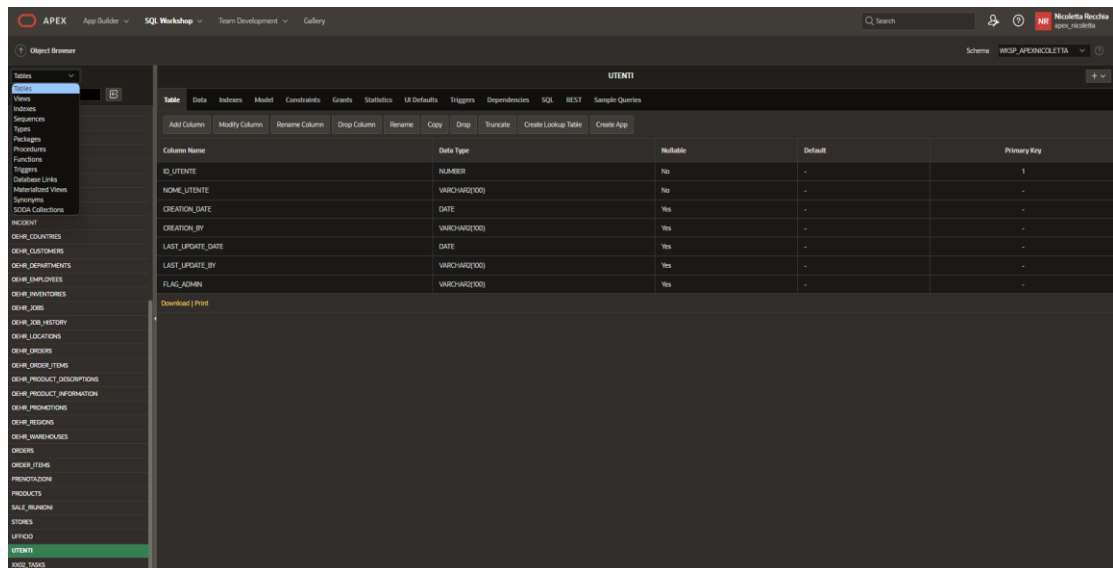 APEX App Builder SQL Workshop Team Development Gallery Search NR Nicoletta Recchia
apex_nicoletta
Object Browser Schema WKSP_APEXNICOLETTA
Tables UTENTI
Tables
Views
Indexes
Sequences
Types
Packages
Procedures
Functions
Triggers
Database Links
Materialized Views
Synonyms
SODA Collections
INCIDENT
OEHR_COUNTRIES
OEHR_CUSTOMERS
OEHR_DEPARTMENTS
OEHR_EMPLOYEES
OEHR_INVENTORIES
OEHR_JOBS
OEHR_JOB_HISTORY
OEHR_LOCATIONS
OEHR_ORDERS
OEHR_ORDER_ITEMS
OEHR_PRODUCT_DESCRIPTIONS
OEHR_PRODUCT_INFORMATION
OEHR_PROMOTIONS
OEHR_REGIONS
OEHR_WAREHOUSES
ORDERS
ORDER_ITEMS
PRENOTAZIONI
PRODUCTS
SALE_RIUNIONI
STORES
UFFICIO
UTENTI
XX02_TASKS
Table Data Indexes Model Constraints Grants Statistics UI Defaults Triggers Dependencies SQL REST Sample Queries
Add Column Modify Column Rename Column Drop Column Rename Copy Drop Truncate Create Lookup Table Create App
Column Name Data Type Nullable Default Primary Key
ID_UTENTE NUMBER No - 1
NOME_UTENTE VARCHAR2(100) No - -
CREATION_DATE DATE Yes - -
CREATION_BY VARCHAR2(100) Yes - -
LAST_UPDATE_DATE DATE Yes - -
LAST_UPDATE_BY VARCHAR2(100) Yes - -
FLAG_ADMIN VARCHAR2(100) Yes - -
Download | Print